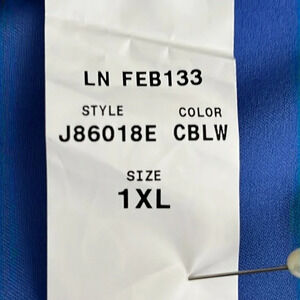 LN FEB133
STYLE COLOR
J86018E CBLW
SIZE
1XL